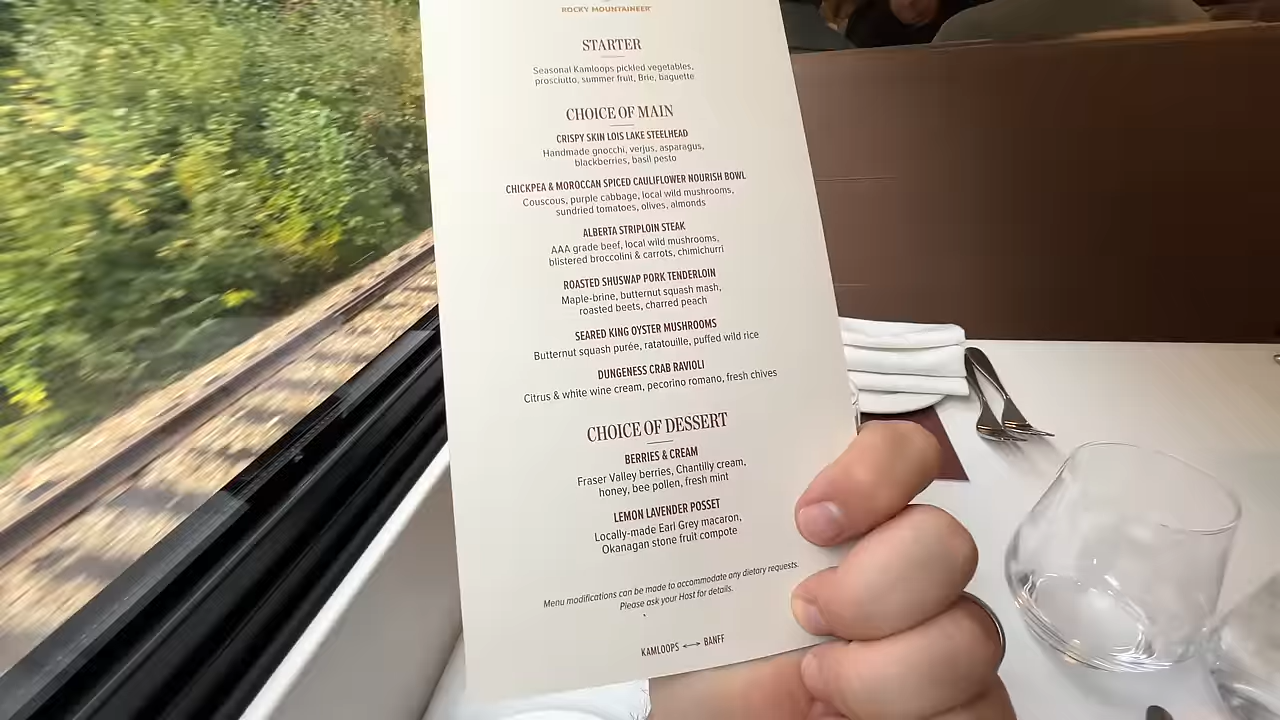 ROCKY MOUNTAINEER
STARTER
Seasonal Kamloops pickled vegetables,
prosciutto, summer fruit, Brie, baguette
CHOICE OF MAIN
CRISPY SKIN LOIS LAKE STEELHEAD
Handmade gnocchi, verjus, asparagus,
blackberries, basil pesto
CHICKPEA & MOROCCAN SPICED CAULIFLOWER NOURISH BOWL
Couscous, purple cabbage, local wild mushrooms,
sundried tomatoes, olives, almonds
ALBERTA STRIPLOIN STEAK
AAA grade beef, local wild mushrooms,
blistered broccolini & carrots, chimichurri
ROASTED SHUSWAP PORK TENDERLOIN
Maple-brine, butternut squash mash,
roasted beets, charred peach
SEARED KING OYSTER MUSHROOMS
Butternut squash purée, ratatouille, puffed wild rice
DUNGENESS CRAB RAVIOLI
Citrus & white wine cream, pecorino romano, fresh chives
CHOICE OF DESSERT
BERRIES & CREAM
Fraser Valley berries, Chantilly cream,
honey, bee pollen, fresh mint
LEMON LAVENDER POSSET
Locally-made Earl Grey macaron,
Okanagan stone fruit compote
Menu modifications can be made to accommodate any dietary requests.
Please ask your Host for details.
KAMLOOPS ⟷ BANFF